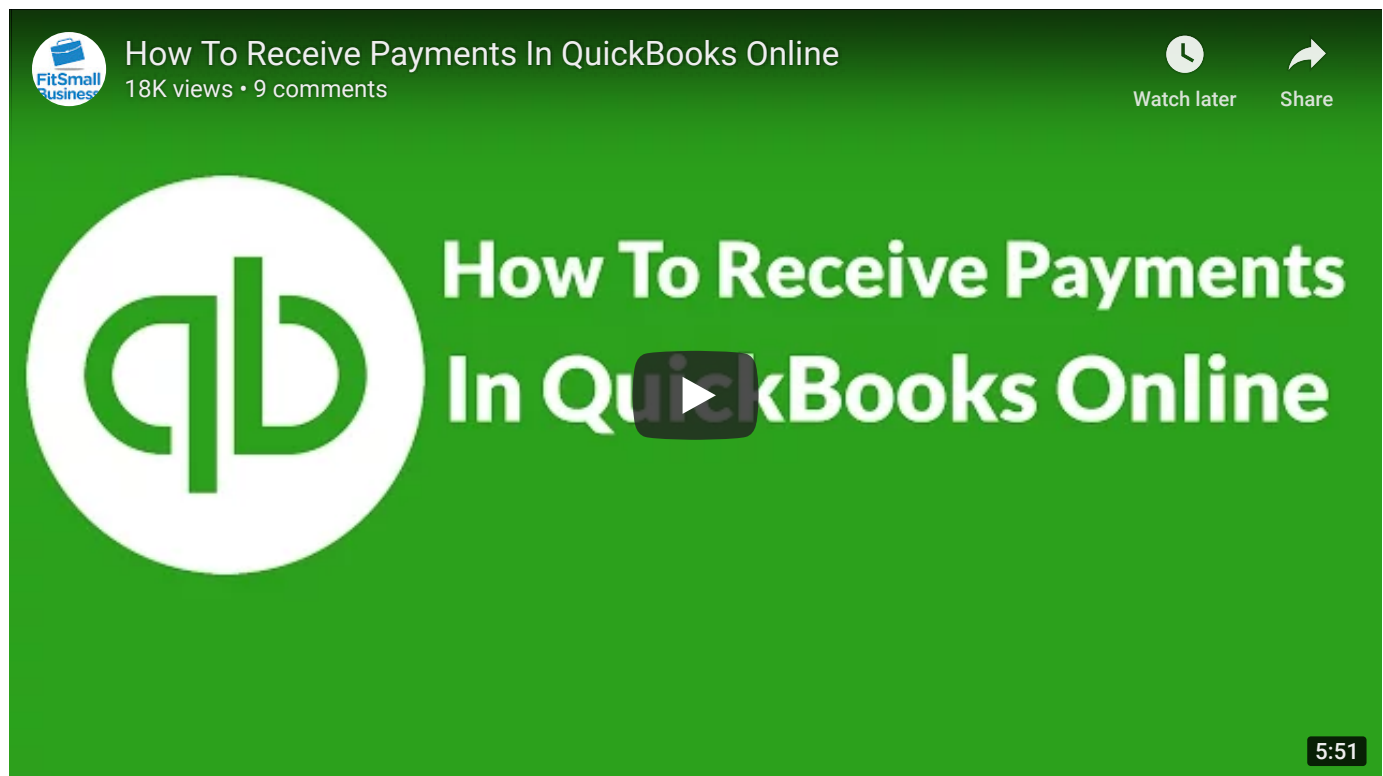 FitSmall
Business
How To Receive Payments In QuickBooks Online
18K views • 9 comments
Watch later
Share
qb
How To Receive Payments
In QuickBooks Online
5:51